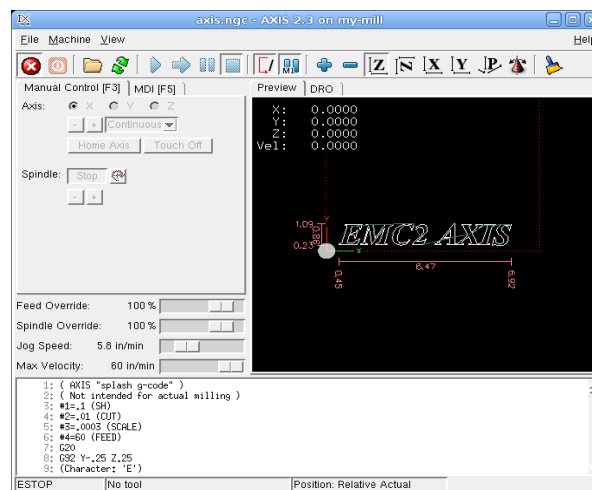 axis.ngc - AXIS 2.3 on my-mill
File Machine View Help
Manual Control [F3] MDI [F5]
Axis: X Y Z
- + Continuous
Home Axis Touch Off
Spindle: Stop
- +
Feed Override: 100 %
Spindle Override: 100 %
Jog Speed: 5.8 in/min
Max Velocity: 60 in/min
Preview DRO
X: 0.0000
Y: 0.0000
Z: 0.0000
Vel: 0.0000
1.09
0.86
0.23
EMC2 AXIS
Y
X
6.47
0.45
6.92
1: ( AXIS "splash g-code" )
2: ( Not intended for actual milling )
3: #1=.1 (SH)
4: #2=.01 (CUT)
5: #3=.0003 (SCALE)
6: #4=60 (FEED)
7: G20
8: G92 Y-.25 Z.25
9: (Character: 'E')
ESTOP No tool Position: Relative Actual